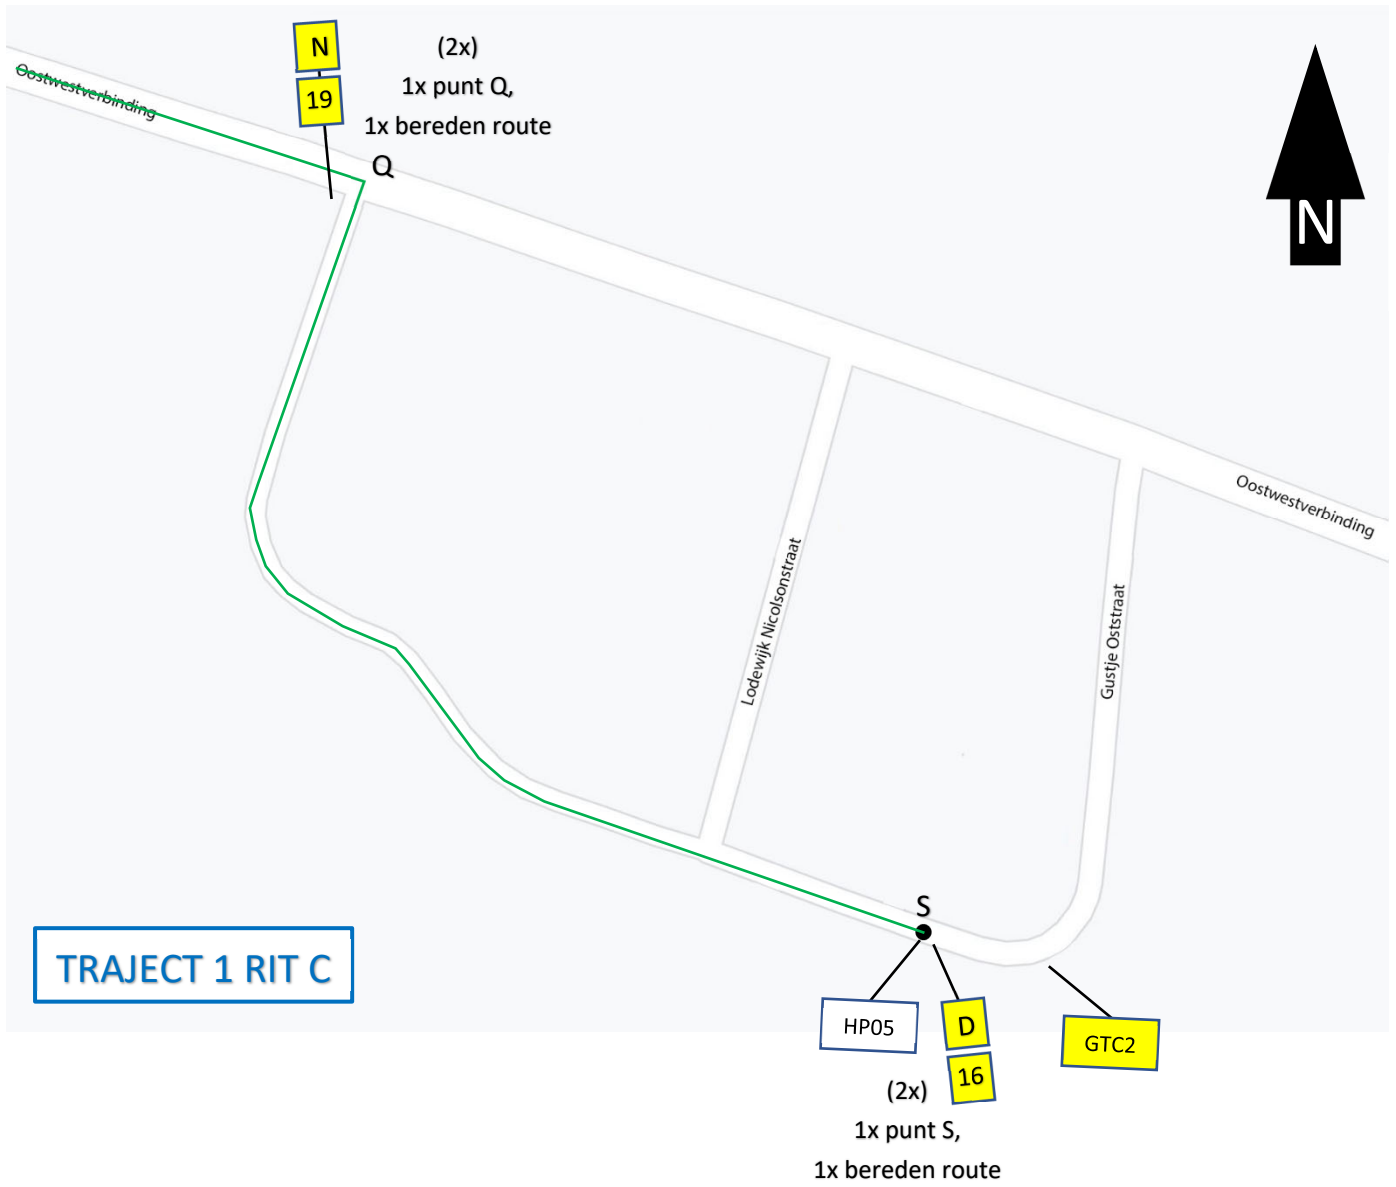 Oostwestverbinding
N
19
(2x)
1x punt Q,
1x bereden route
Q
N
Oostwestverbinding
Lodewijk Nicolsonstraat
Gustje Oststraat
S
TRAJECT 1 RIT C
HP05
D
16
GTC2
(2x)
1x punt S,
1x bereden route